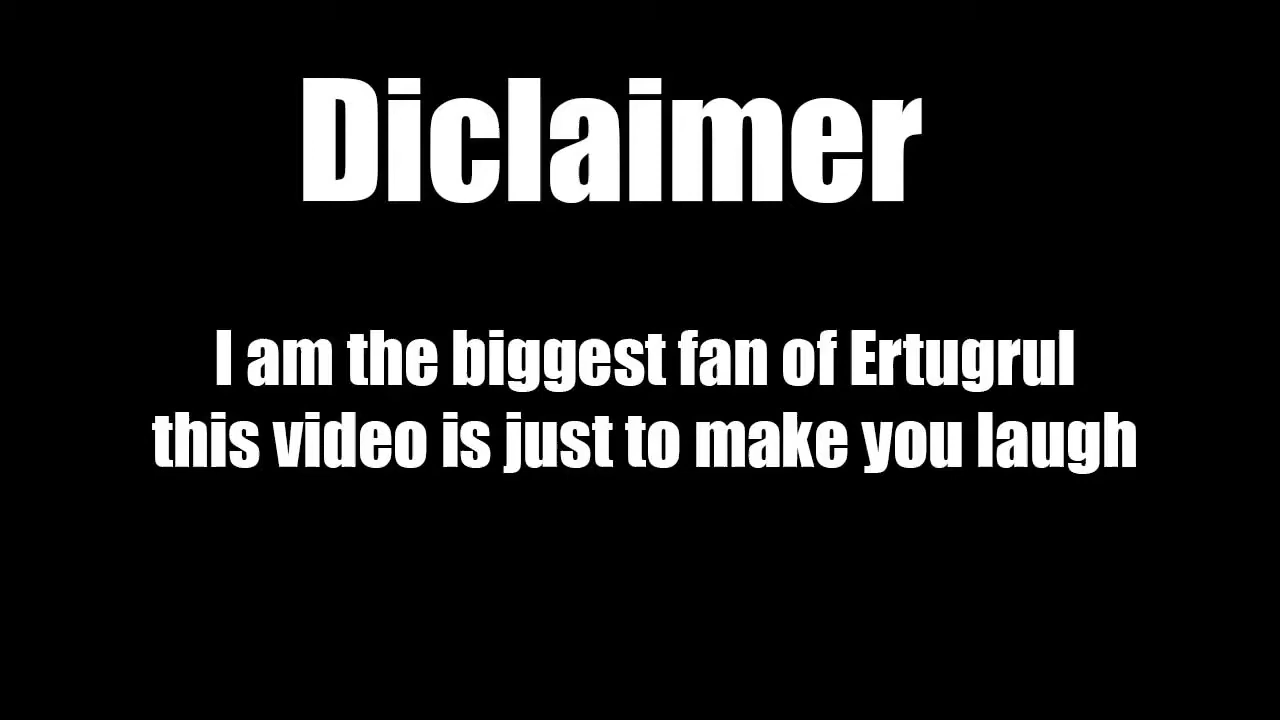 Diclaimer
I am the biggest fan of Ertugrul
this video is just to make you laugh